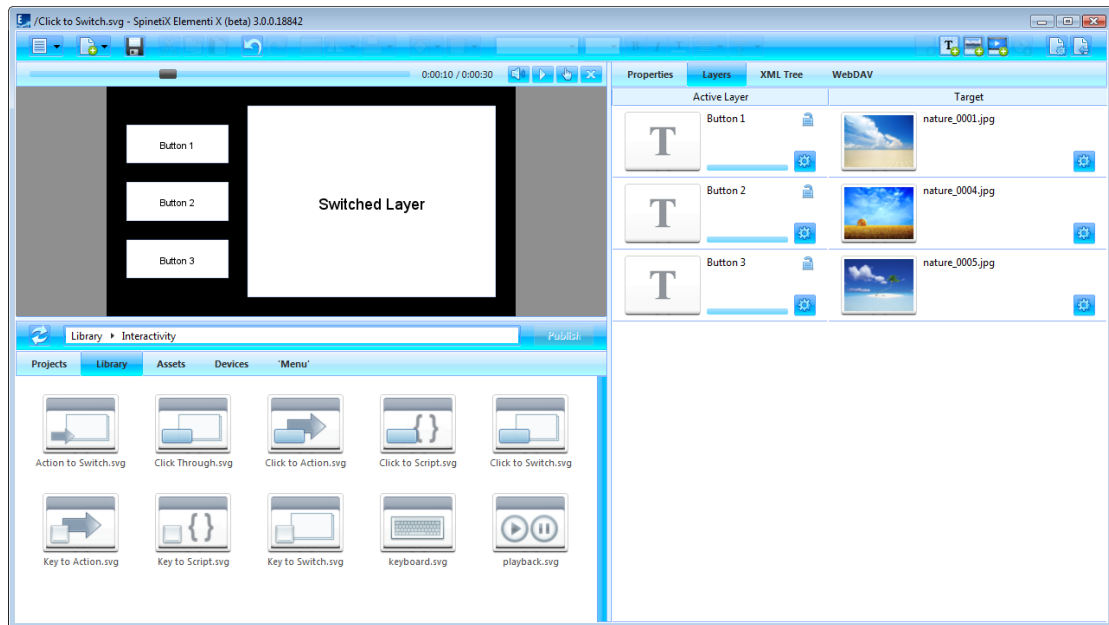 /Click to Switch.svg - SpinetiX Elementi X (beta) 3.0.0.18842
B I T
T
0:00:10 / 0:00:30
Properties Layers XML Tree WebDAV
Active Layer Target
T Button 1 nature_0001.jpg
T Button 2 nature_0004.jpg
T Button 3 nature_0005.jpg
Button 1
Button 2
Button 3
Switched Layer
Library Interactivity Publish
Projects Library Assets Devices 'Menu'
Action to Switch.svg Click Through.svg Click to Action.svg Click to Script.svg Click to Switch.svg
Key to Action.svg Key to Script.svg Key to Switch.svg keyboard.svg playback.svg